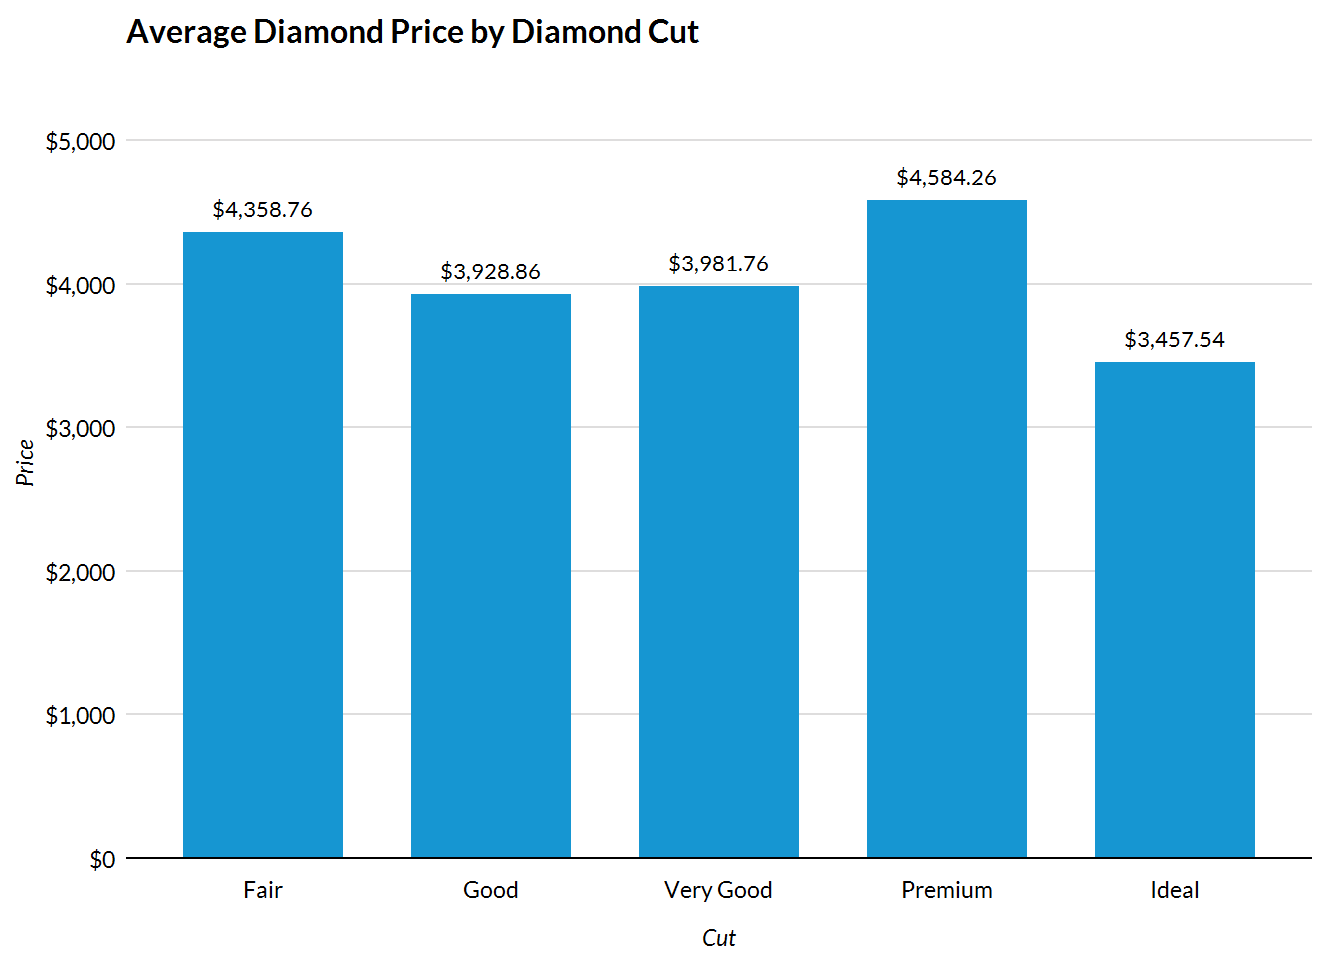 Average Diamond Price by Diamond Cut
$5,000
$4,000
$3,000
$2,000
$1,000
$0
Price
$4,358.76
$3,928.86
$3,981.76
$4,584.26
$3,457.54
Fair
Good
Very Good
Premium
Ideal
Cut